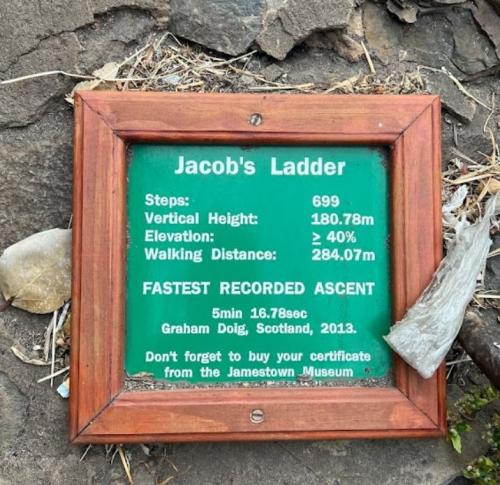 Jacob's Ladder
Steps: 699
Vertical Height: 180.78m
Elevation: ≥ 40%
Walking Distance: 284.07m
FASTEST RECORDED ASCENT
5min 16.78sec
Graham Doig, Scotland, 2013.
Don't forget to buy your certificate
from the Jamestown Museum